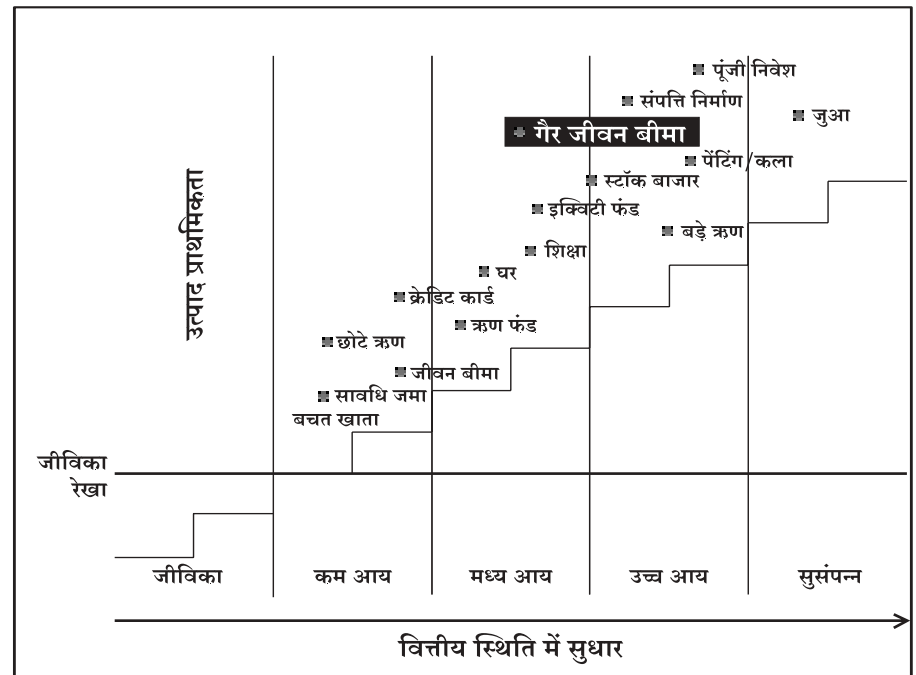 पूंजी निवेश
संपत्ति निर्माण
जुआ
गैर जीवन बीमा
पेंटिंग/कला
स्टॉक बाजार
इक्विटी फंड
बड़े ऋण
शिक्षा
घर
क्रेडिट कार्ड
ऋण फंड
छोटे ऋण
जीवन बीमा
सावधि जमा
बचत खाता
उत्पाद प्राथमिकता
जीविका
रेखा
जीविका कम आय मध्य आय उच्च आय सुसंपन्न
वित्तीय स्थिति में सुधार